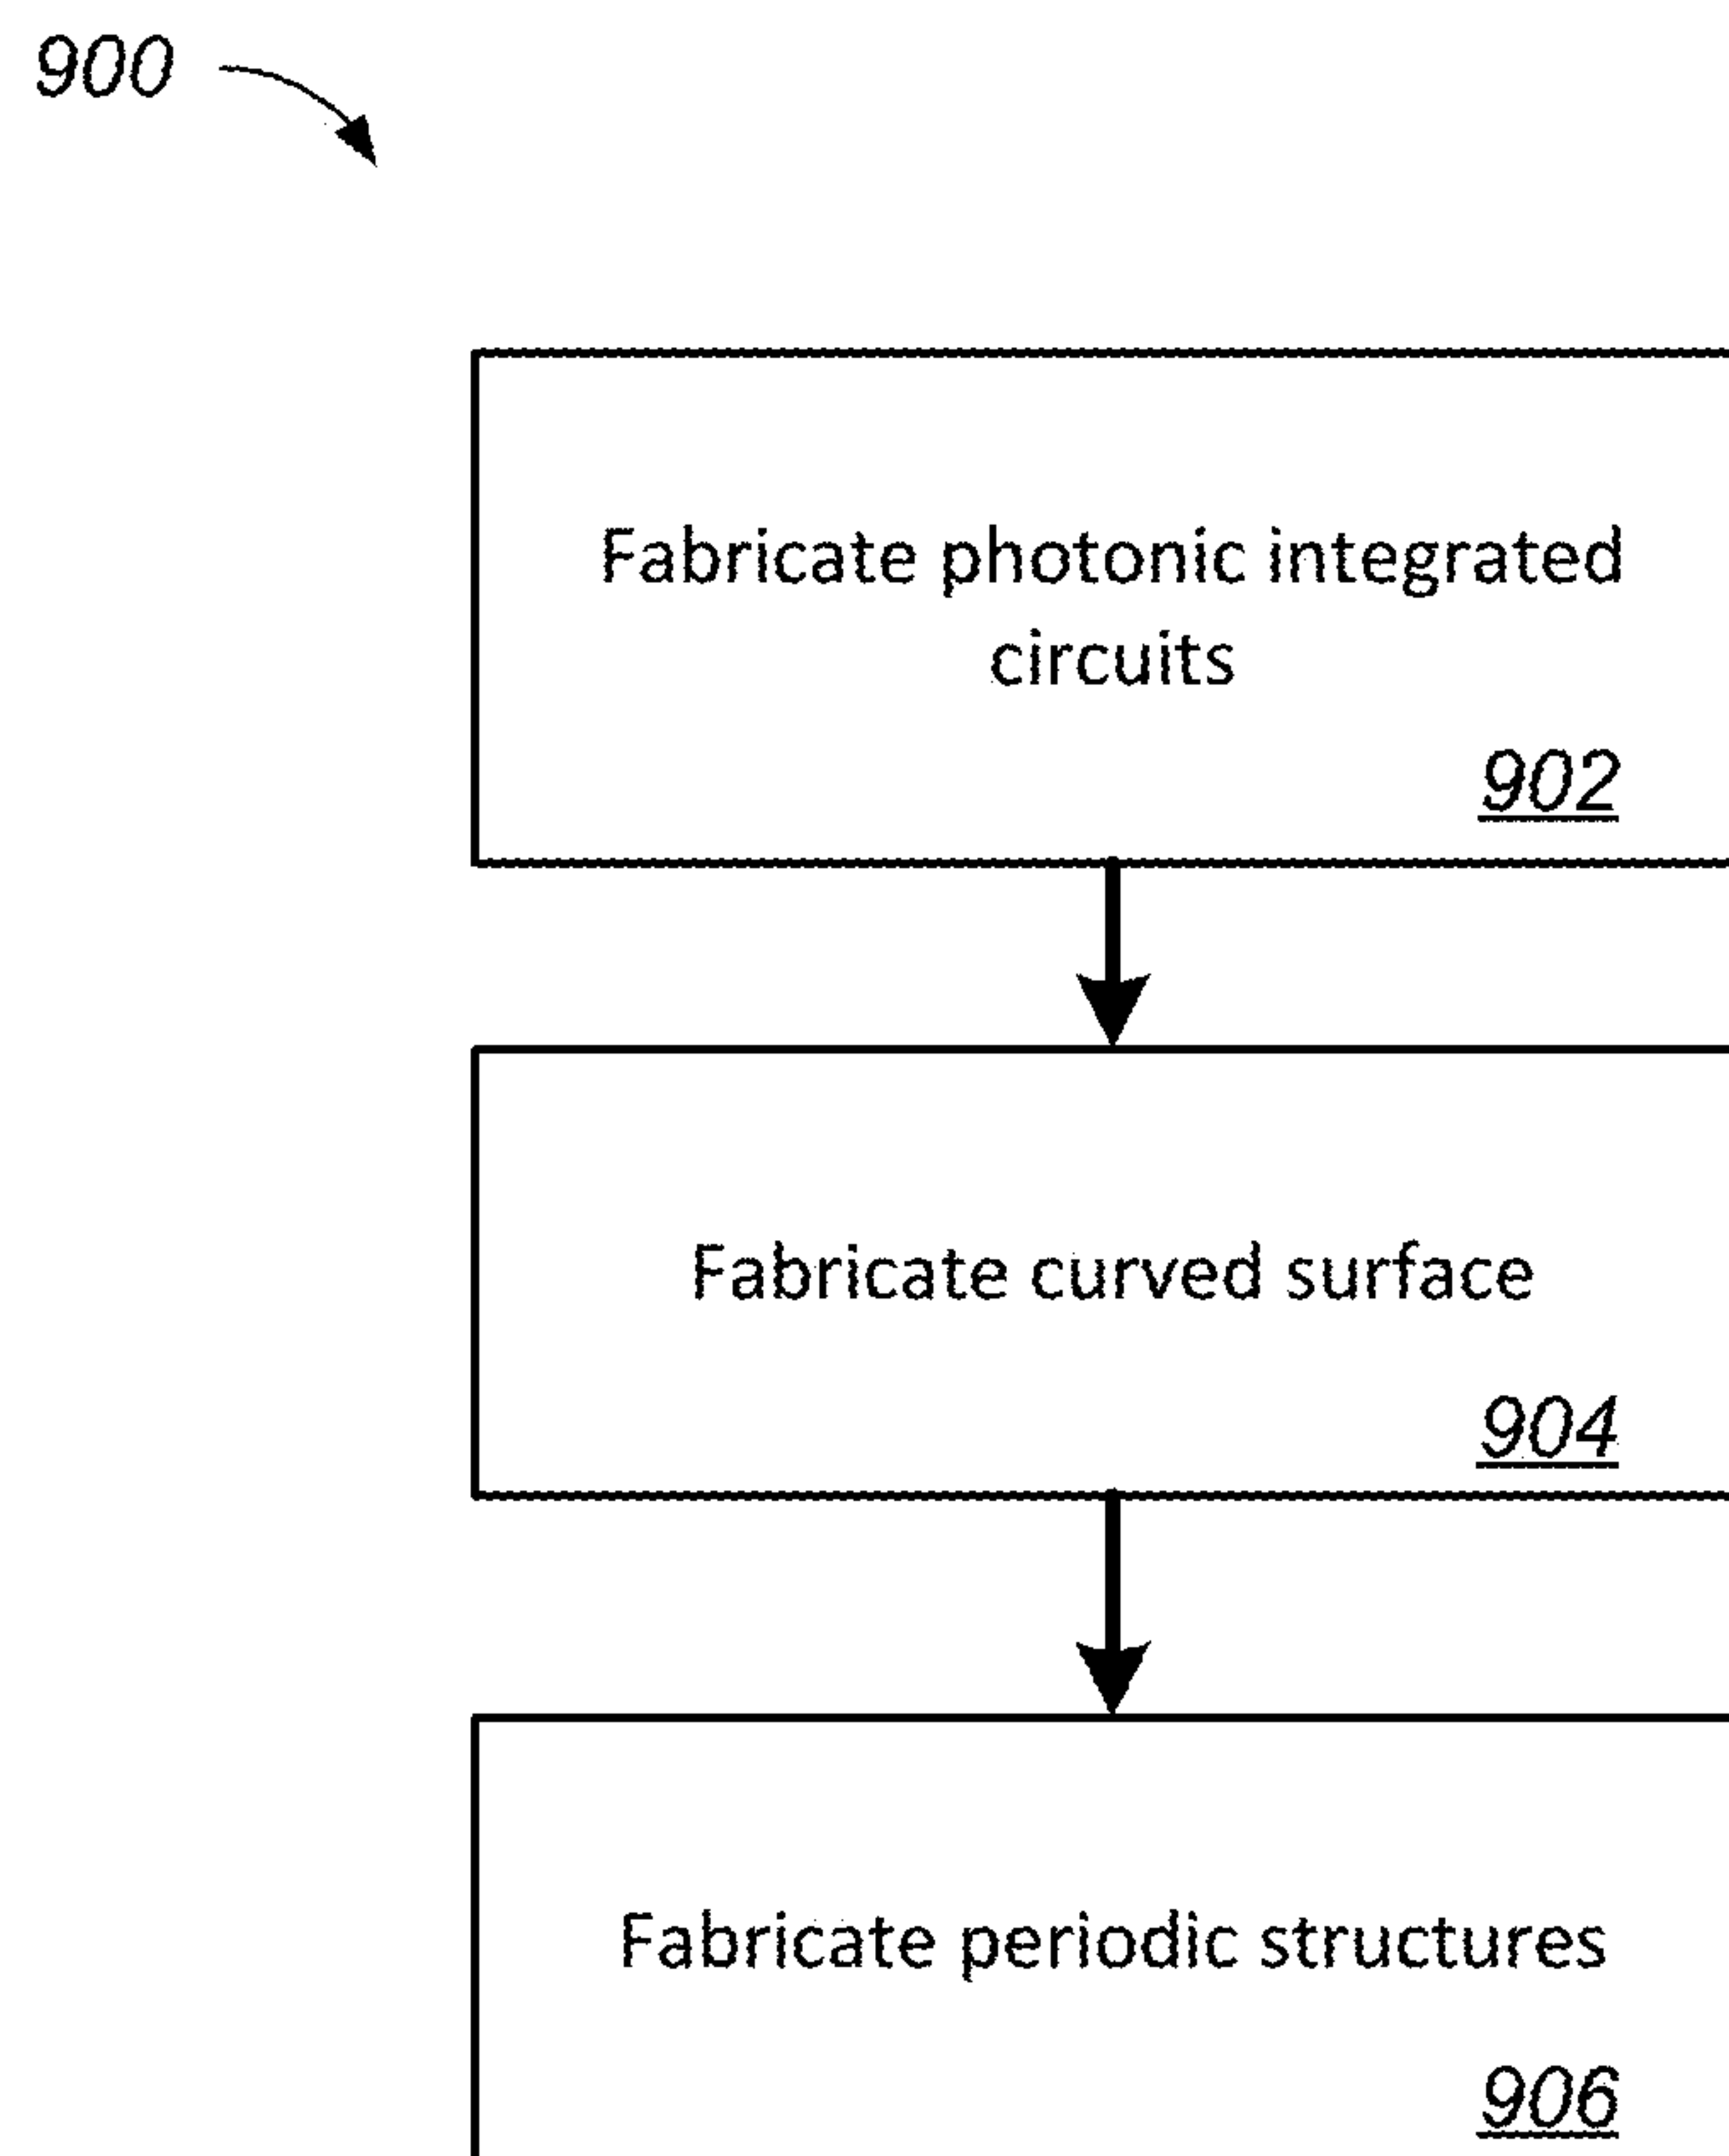 900
Fabricate photonic integrated
circuits
902
Fabricate curved surface
904
Fabricate periodic structures
906